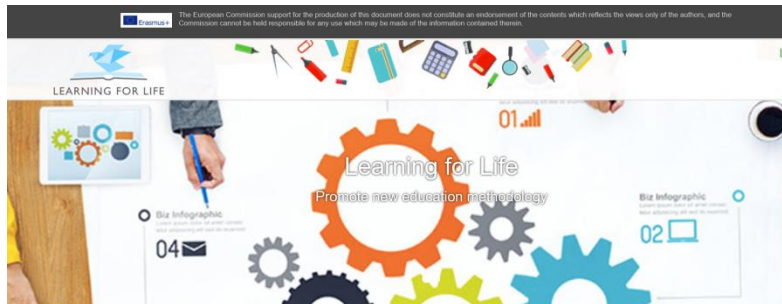 The European Commission support for the production of this document does not constitute an endorsement of the contents which reflects the views only of the authors, and the
Erasmus+
Commission cannot be held responsible for any use which may be made of the information contained therein.
LEARNING FOR LIFE
01
Learning for Life
Promote new education methodology
Biz Infographic
04
Biz Infographic
02